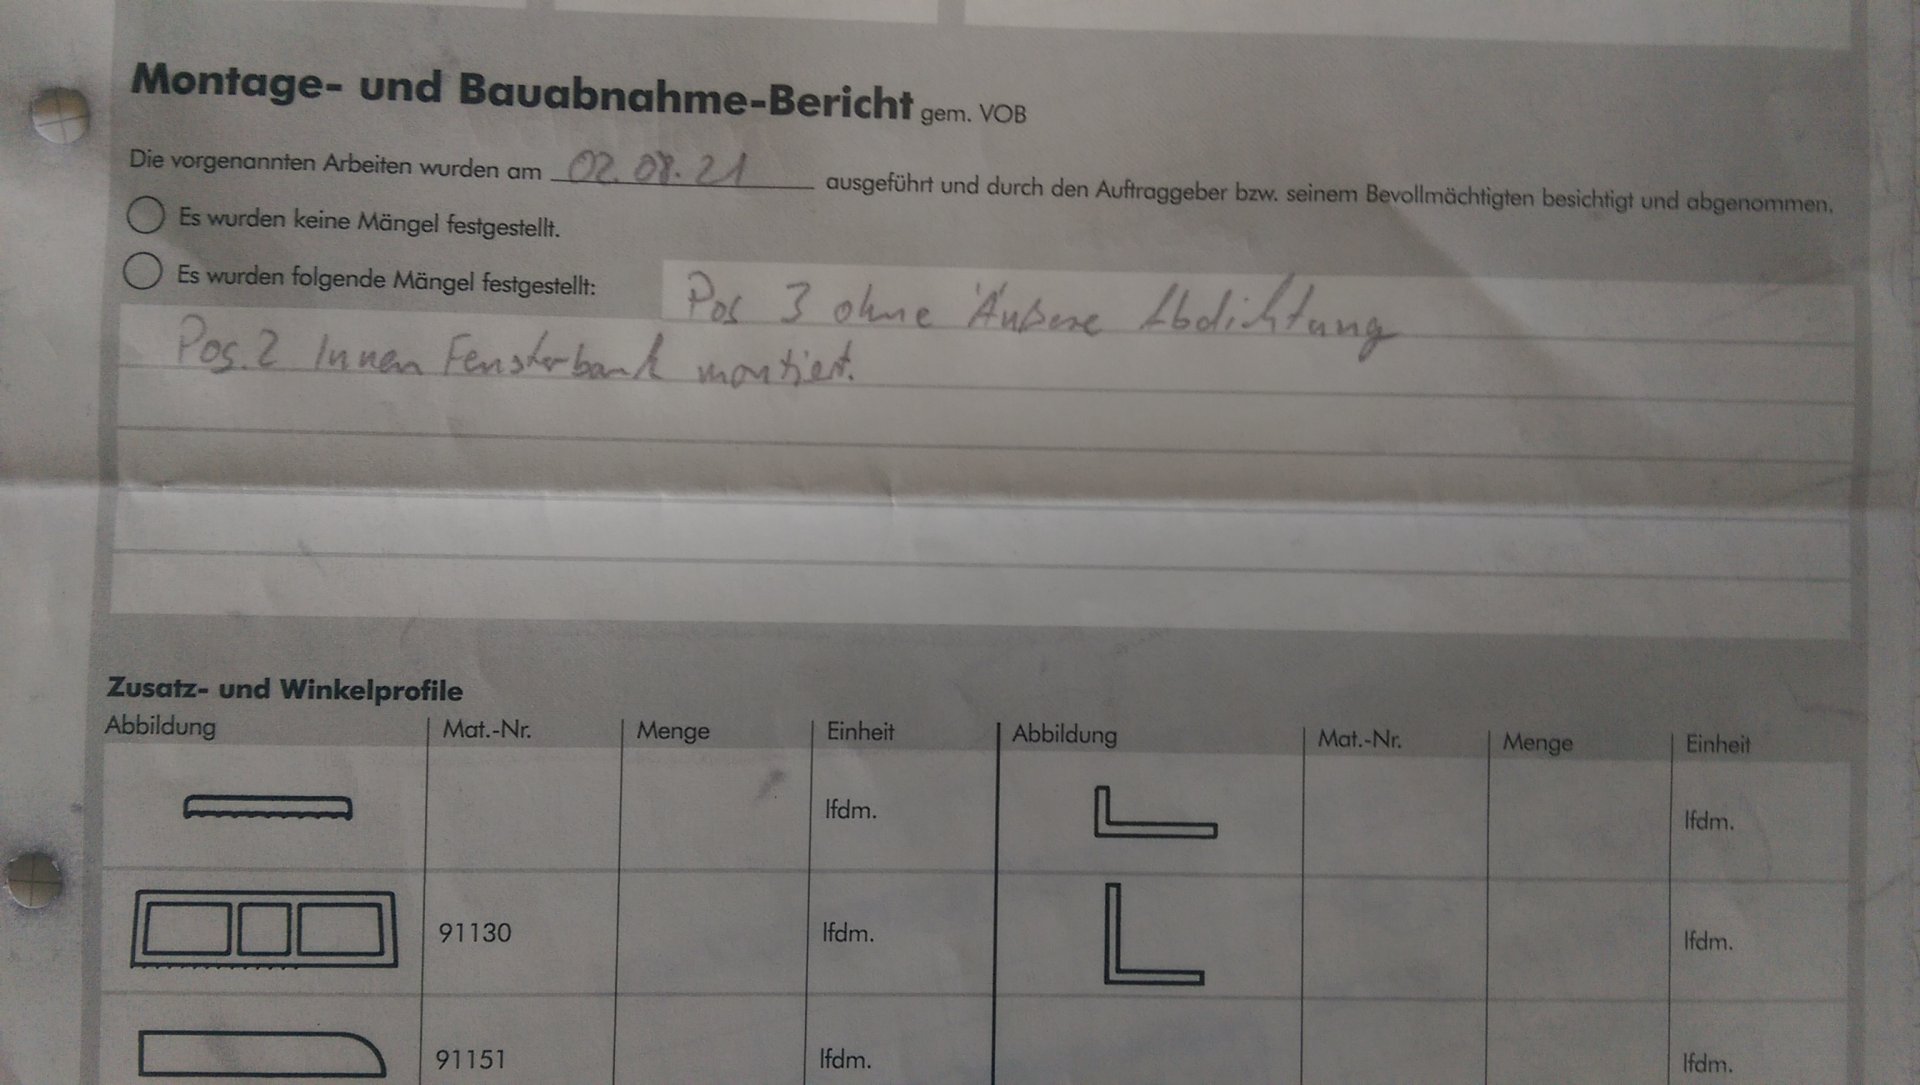 Montage- und Bauabnahme-Bericht gem. VOB
Die vorgenannten Arbeiten wurden am 02.08.21 ausgeführt und durch den Auftraggeber bzw. seinem Bevollmächtigten besichtigt und abgenommen.
Es wurden keine Mängel festgestellt.
Es wurden folgende Mängel festgestellt: Pos 3 ohne Äußere Abdichtung
Pos. 2 Innen Fensterbank montiert.
Zusatz- und Winkelprofile
Abbildung Mat.-Nr. Menge Einheit Abbildung Mat.-Nr. Menge Einheit
lfdm. lfdm.
91130 lfdm. lfdm.
91151 lfdm. lfdm.